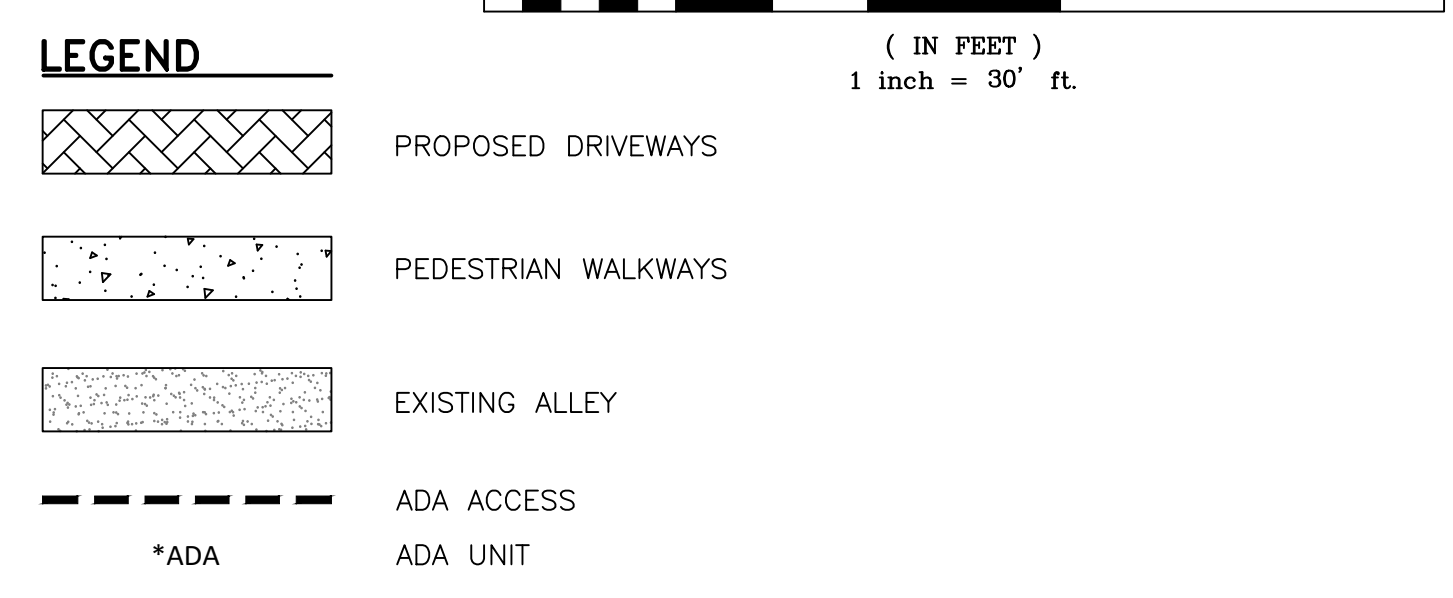 ( IN FEET )
1 inch = 30' ft.
LEGEND
PROPOSED DRIVEWAYS
PEDESTRIAN WALKWAYS
EXISTING ALLEY
ADA ACCESS
*ADA ADA UNIT